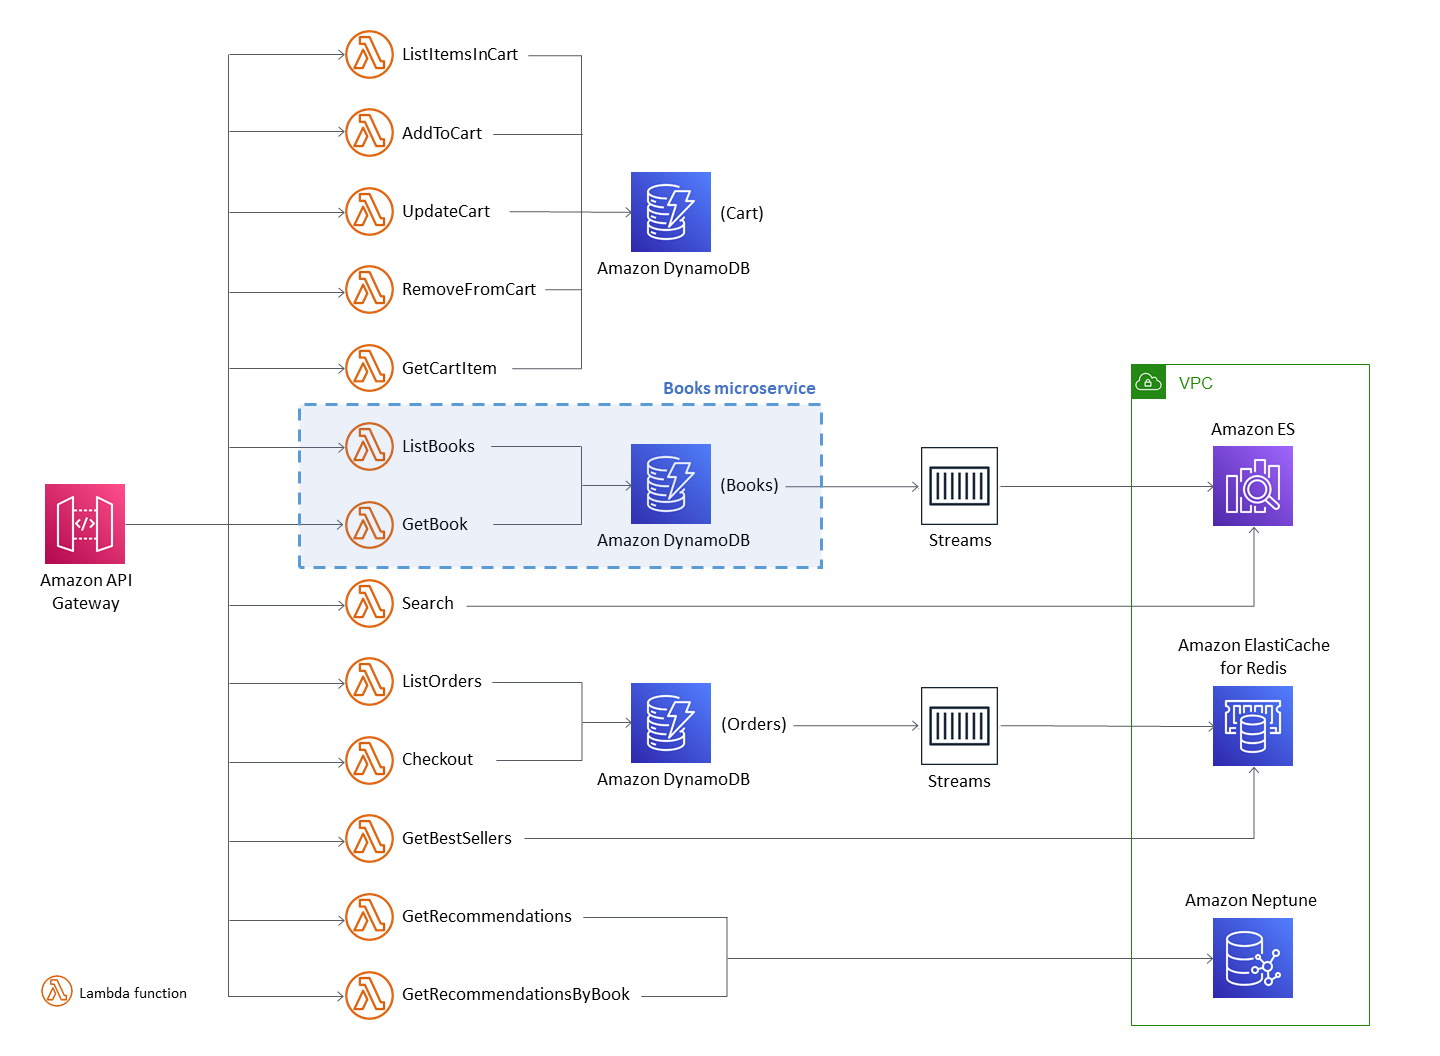 ListItemsInCart
AddToCart
UpdateCart
(Cart)
Amazon DynamoDB
RemoveFromCart
GetCartItem
Books microservice
VPC
Amazon ES
ListBooks
(Books)
GetBook
Amazon DynamoDB
Streams
Amazon API
Gateway
Search
Amazon ElastiCache
for Redis
ListOrders
(Orders)
Checkout
Amazon DynamoDB
Streams
GetBestSellers
Amazon Neptune
GetRecommendations
GetRecommendationsByBook
Lambda function